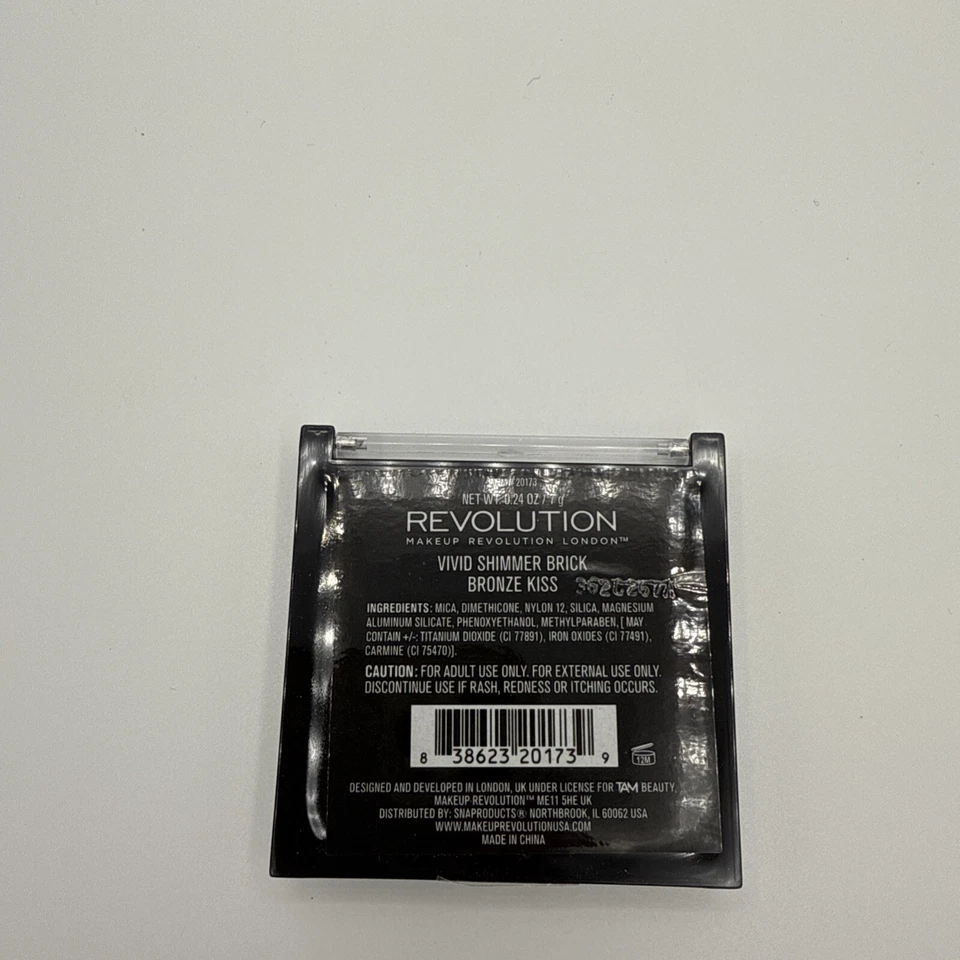 20173
NET WT. 0.24 OZ / 7 g
REVOLUTION
MAKEUP REVOLUTION LONDON™
VIVID SHIMMER BRICK
BRONZE KISS
INGREDIENTS: MICA, DIMETHICONE, NYLON 12, SILICA, MAGNESIUM
ALUMINUM SILICATE, PHENOXYETHANOL, METHYLPARABEN, [ MAY
CONTAIN +/-: TITANIUM DIOXIDE (CI 77891), IRON OXIDES (CI 77491),
CARMINE (CI 75470)].
CAUTION: FOR ADULT USE ONLY. FOR EXTERNAL USE ONLY.
DISCONTINUE USE IF RASH, REDNESS OR ITCHING OCCURS.
8 38623 20173 9
12M
DESIGNED AND DEVELOPED IN LONDON, UK UNDER LICENSE FOR TAM BEAUTY,
MAKEUP REVOLUTION™ ME11 5HE UK
DISTRIBUTED BY: SNAPRODUCTS® NORTHBROOK, IL 60062 USA
WWW.MAKEUPREVOLUTIONUSA.COM
MADE IN CHINA